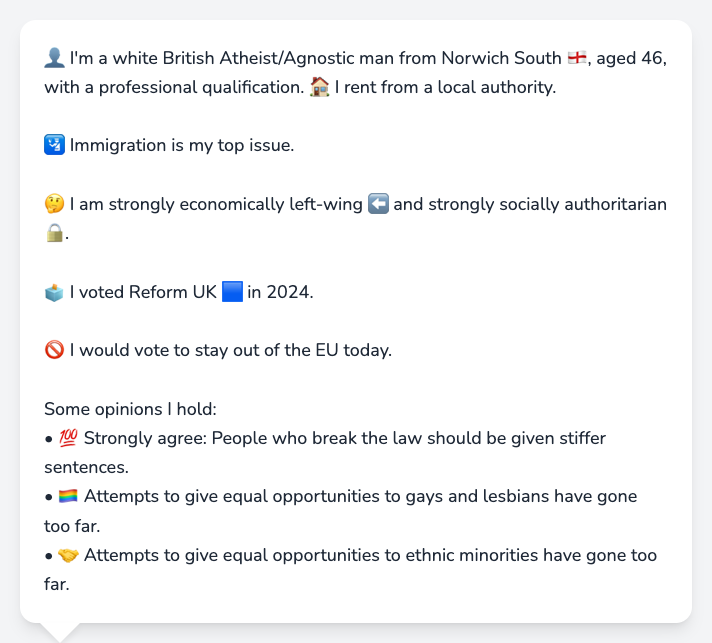 👤 I'm a white British Atheist/Agnostic man from Norwich South 🏴󠁧󠁢󠁥󠁮󠁧󠁿, aged 46,
with a professional qualification. 🏠 I rent from a local authority.
🛂 Immigration is my top issue.
🤔 I am strongly economically left-wing ⬅️ and strongly socially authoritarian
🔒.
🗳️ I voted Reform UK 🟦 in 2024.
🚫 I would vote to stay out of the EU today.
Some opinions I hold:
• 💯 Strongly agree: People who break the law should be given stiffer
sentences.
• 🏳️‍🌈 Attempts to give equal opportunities to gays and lesbians have gone
too far.
• 🤝 Attempts to give equal opportunities to ethnic minorities have gone too
far.